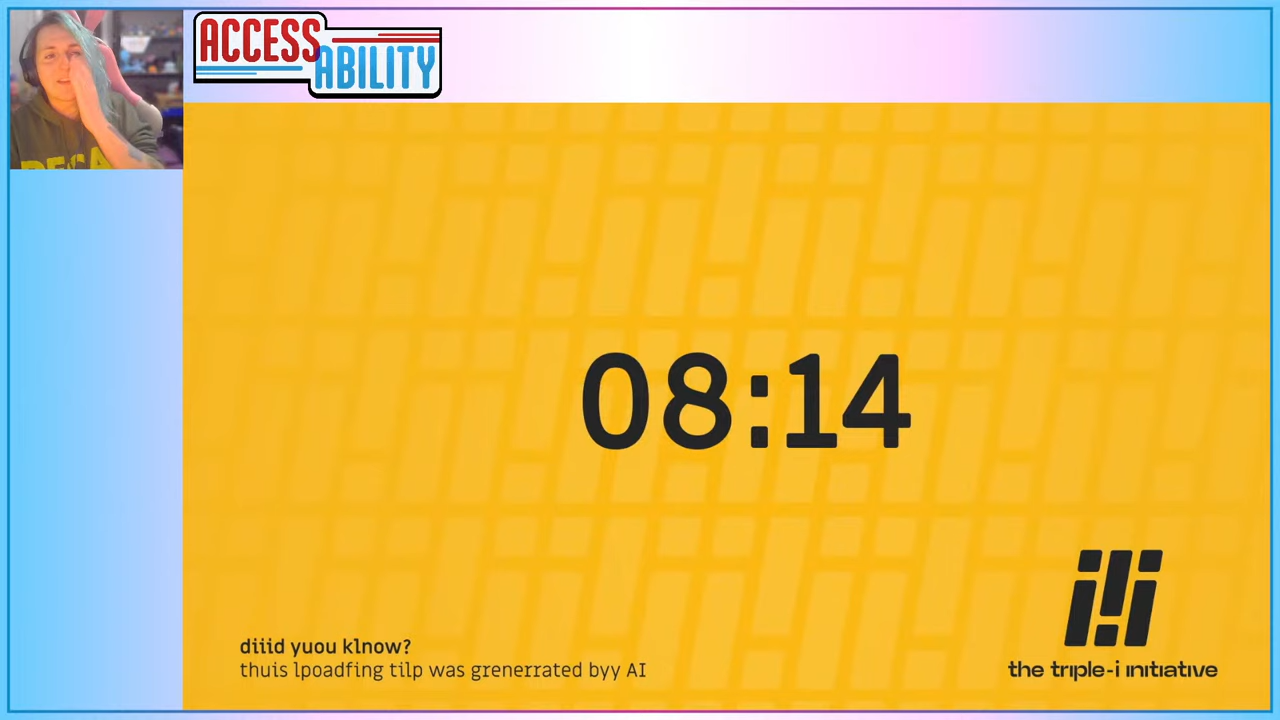 ACCESS
ABILITY
08:14
diiid yuou klnow?
thuis lpoadfing tilp was grenerrated byy AI
the triple-i initiative